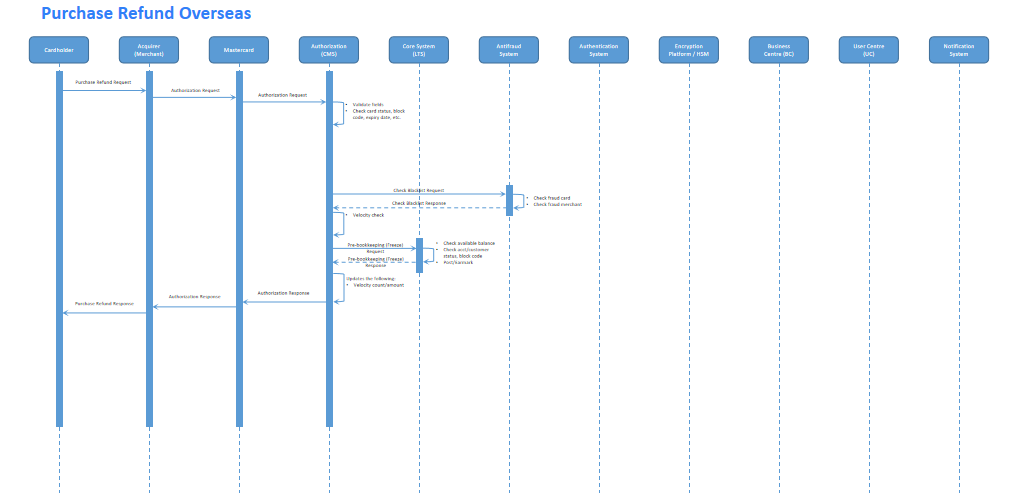 Purchase Refund Overseas
Cardholder
Acquirer
(Marchant)
Mastercard
Authorization
(CMS)
Core System
(LTS)
Antifraud
System
Authentication
System
Encryption
Platform / HSM
Business
Centre (BC)
User Centre
(UC)
Notification
System
Purchase Refund Request
Authorization Request
Authorization Request
• Validate fields
• Check card status, block
code, expiry date, etc.
Check Blacklist Request
• Check fraud card
• Check fraud merchant
Check Blacklist Response
• Velocity check
Pre-bookkeeping (Freeze)
Request
• Check available balance
• Check acct/customer
status, block code
• Post/Earmark
Pre-bookkeeping (Freeze)
Response
Updates the following:
• Velocity count/amount
Authorization Response
Authorization Response
Purchase Refund Response